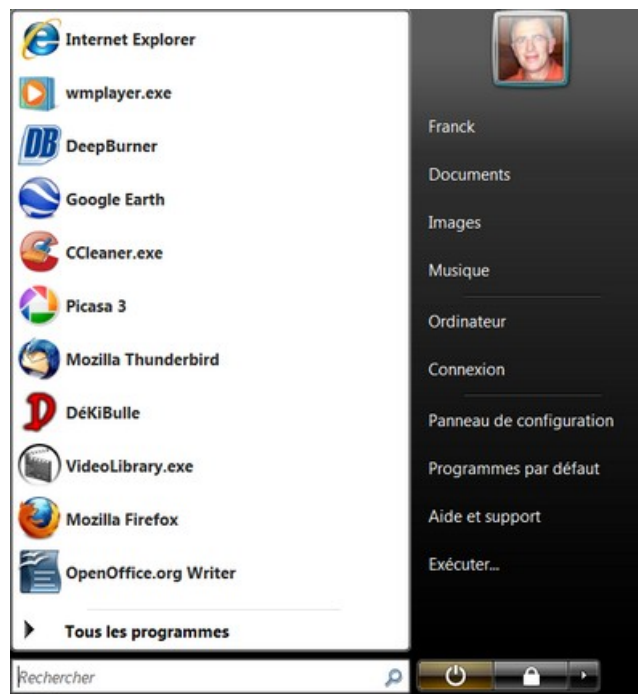 Internet Explorer
wmplayer.exe
DeepBurner
Google Earth
CCleaner.exe
Picasa 3
Mozilla Thunderbird
DéKiBulle
VideoLibrary.exe
Mozilla Firefox
OpenOffice.org Writer
Tous les programmes
Rechercher
Franck
Documents
Images
Musique
Ordinateur
Connexion
Panneau de configuration
Programmes par défaut
Aide et support
Exécuter...